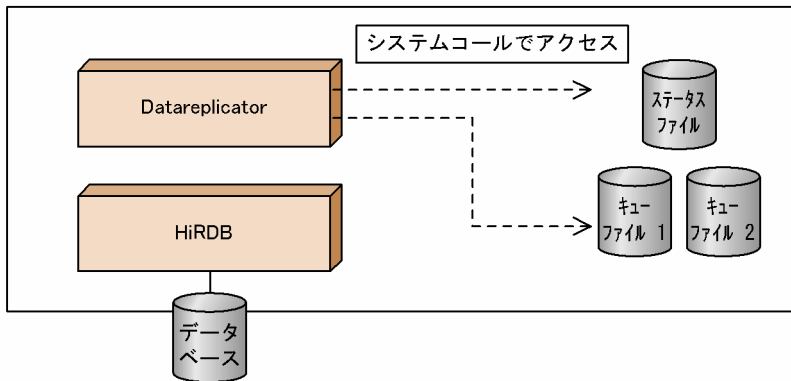 システムコールでアクセス
Datareplicator
ｽﾃｰﾀｽ
ﾌｧｲﾙ
HiRDB
ｷｭｰ
ﾌｧｲﾙ 1
ｷｭｰ
ﾌｧｲﾙ 2
データ
ベース